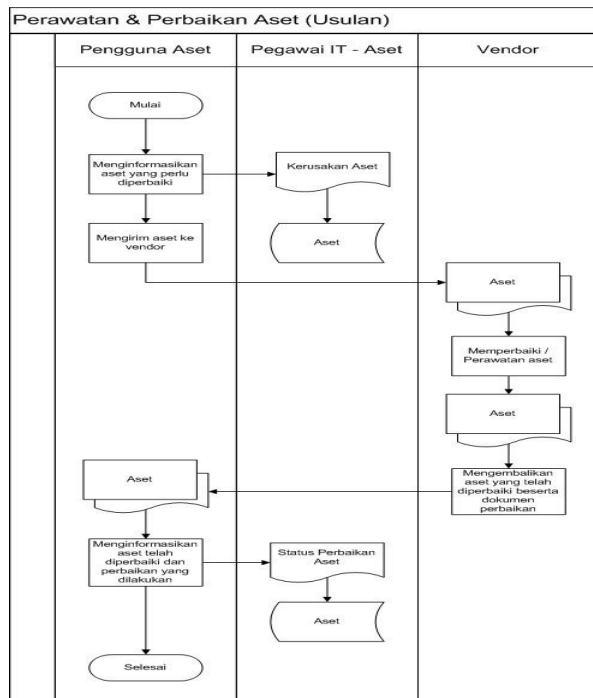 Perawatan & Perbaikan Aset (Usulan)
Pengguna Aset
Pegawai IT - Aset
Vendor
Mulai
Menginformasikan
aset yang perlu
diperbaiki
Kerusakan Aset
Mengirim aset ke
vendor
Aset
Aset
Memperbaiki /
Perawatan aset
Aset
Mengembalikan
aset yang telah
diperbaiki beserta
dokumen
perbaikan
Aset
Menginformasikan
aset telah
diperbaiki dan
perbaikan yang
dilakukan
Status Perbaikan
Aset
Aset
Selesai